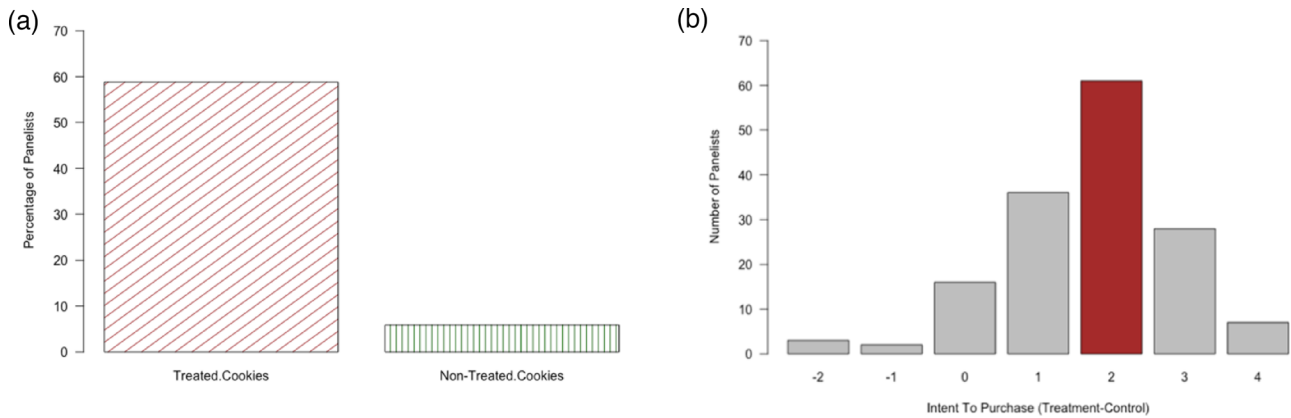 (a)
70
60
50
40
30
20
10
0
Percentage of Panelists
Treated.Cookies
Non-Treated.Cookies
(b)
70
60
50
40
30
20
10
0
Number of Panelists
-2 -1 0 1 2 3 4
Intent To Purchase (Treatment-Control)